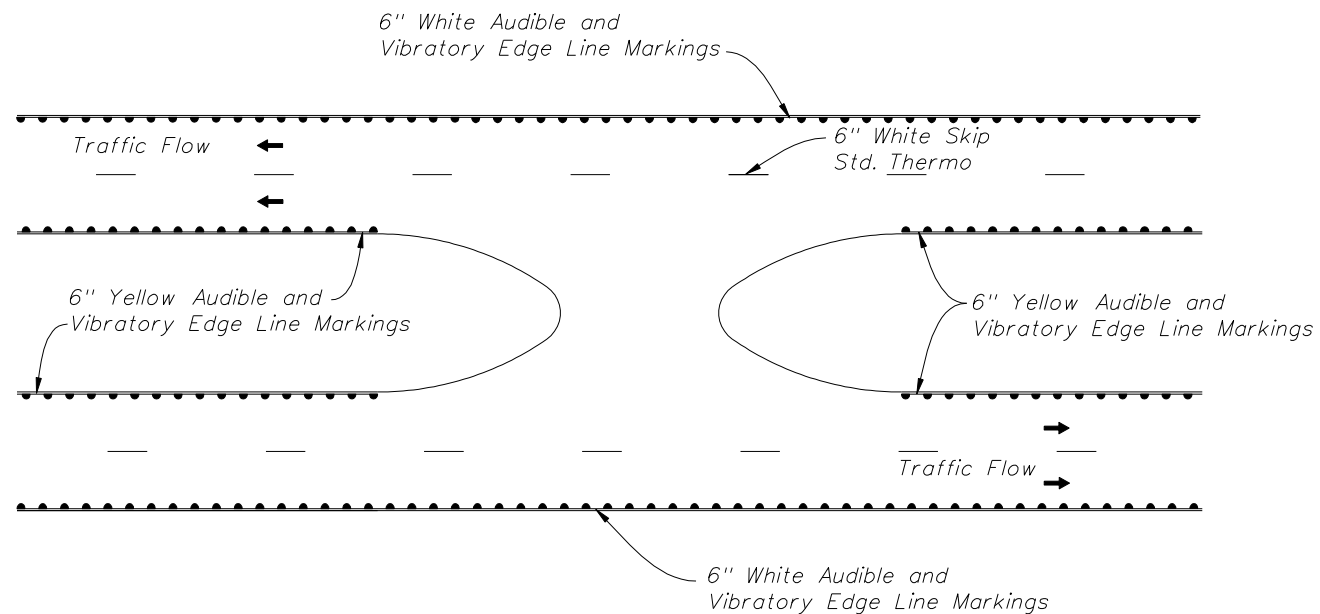 6" White Audible and
Vibratory Edge Line Markings
Traffic Flow
6" White Skip
Std. Thermo
6" Yellow Audible and
Vibratory Edge Line Markings
6" Yellow Audible and
Vibratory Edge Line Markings
Traffic Flow
6" White Audible and
Vibratory Edge Line Markings